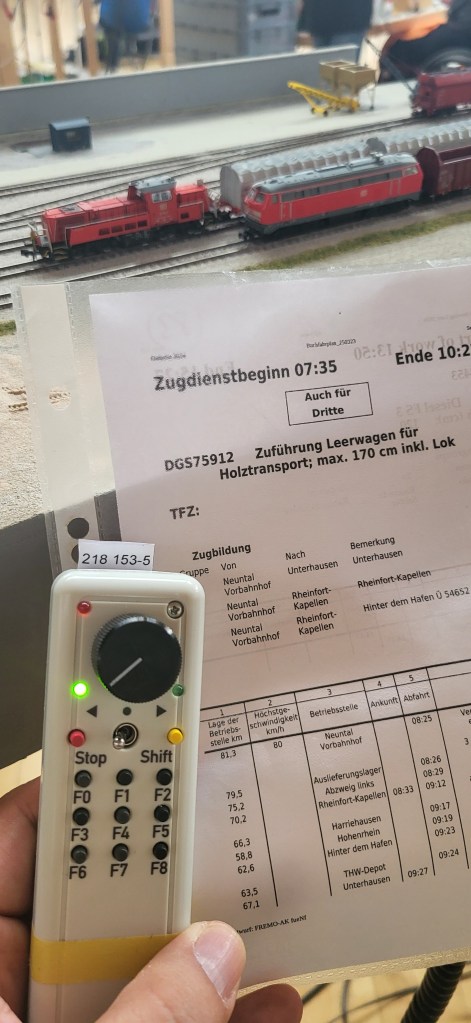 Zugdienstbeginn 07:35
Ende 10:2
Auch für
Dritte
DGS75912 Zuführung Leerwagen für
Holztransport; max. 170 cm inkl. Lok
TFZ:
Zugbildung
Gruppe Von Nach Bemerkung
Neuntal Vorbahnhof Unterhausen Unterhausen
Neuntal Vorbahnhof Rheinfort-Kapellen Rheinfort-Kapellen
Neuntal Vorbahnhof Rheinfort-Kapellen Hinter dem Hafen Ü 54652
1 2 3 4 5
Lage der Betriebsstelle km Höchstgeschwindigkeit km/h Betriebsstelle Ankunft Abfahrt
81,3 80 Neuntal Vorbahnhof 08:25
79,5 Auslieferungslager 08:26
75,2 Abzweig links 08:29
70,2 Rheinfort-Kapellen 08:33 09:12
66,3 Harriehausen 09:17
58,8 Hohenrhein 09:19
62,6 Hinter dem Hafen 09:23
63,5 THW-Depot 09:24
67,1 Unterhausen 09:27
FREMO-AK
218 153-5
Stop Shift
F0 F1 F2
F3 F4 F5
F6 F7 F8